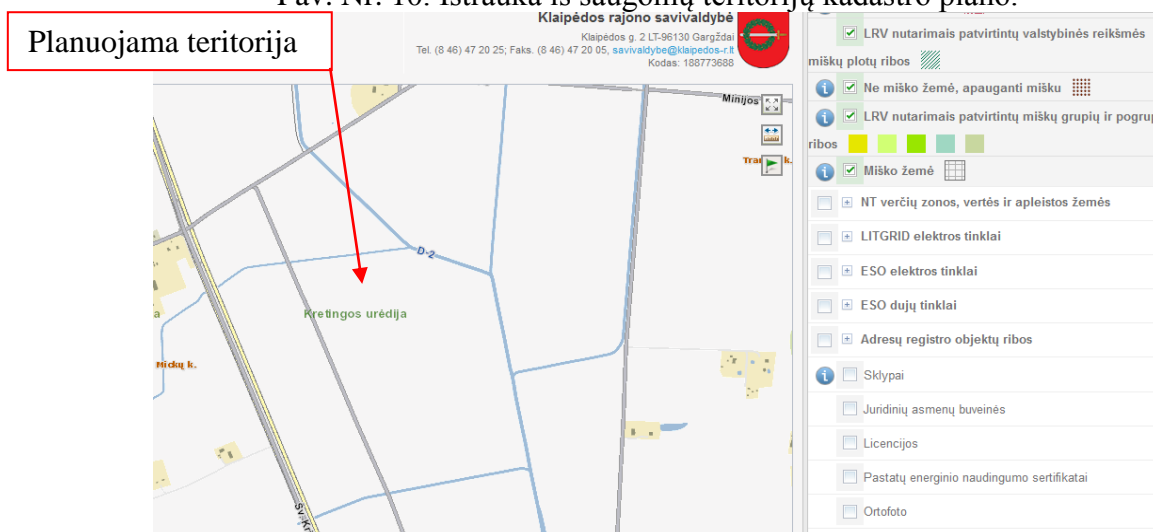 Pav. Nr. 10. Ištrauka iš saugomų teritorijų kadastro plano.
Planuojama teritorija
Klaipėdos rajono savivaldybė
Klaipėdos g. 2 LT-96130 Gargždai
Tel. (8 46) 47 20 25; Faks. (8 46) 47 20 05, savivaldybe@klaipedos-r.lt
Kodas: 188773688
Minijos
k.
D-2
Kretingos urėdija
a
Mickų k.
Šv. Kr
LRV nutarimais patvirtintų valstybinės reikšmės
miškų plotų ribos
Ne miško žemė, apauganti mišku
LRV nutarimais patvirtintų miškų grupių ir pogrup
ribos
Miško žemė
NT verčių zonos, vertės ir apleistos žemės
LITGRID elektros tinklai
ESO elektros tinklai
ESO dujų tinklai
Adresų registro objektų ribos
Sklypai
Juridinių asmenų buveinės
Licencijos
Pastatų energinio naudingumo sertifikatai
Ortofoto